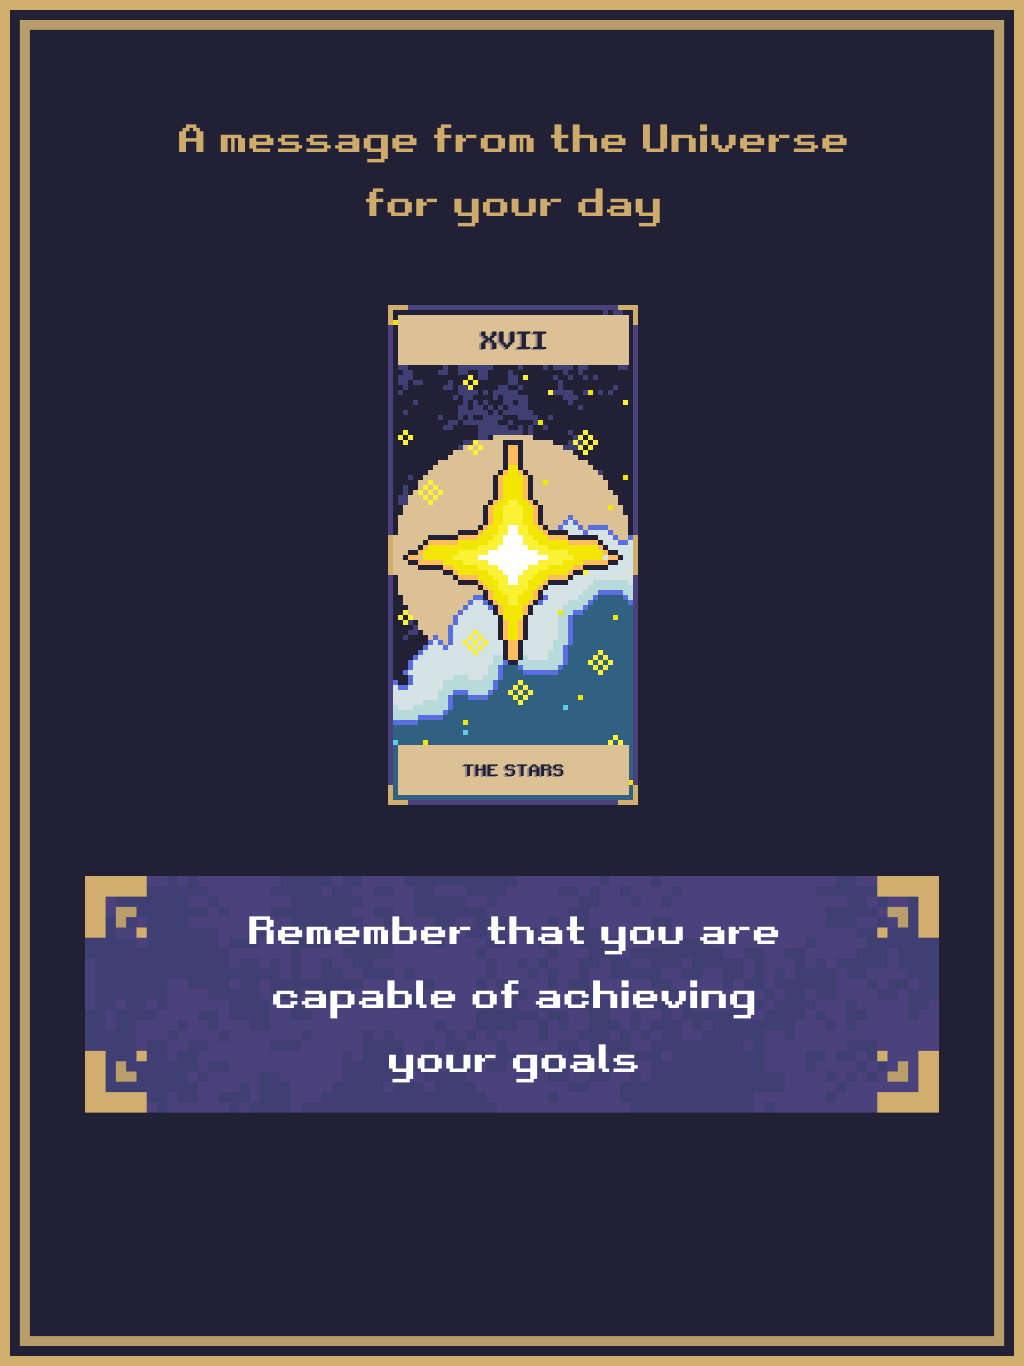 A message from the Universe
for your day
XVII
THE STARS
Remember that you are
capable of achieving
your goals